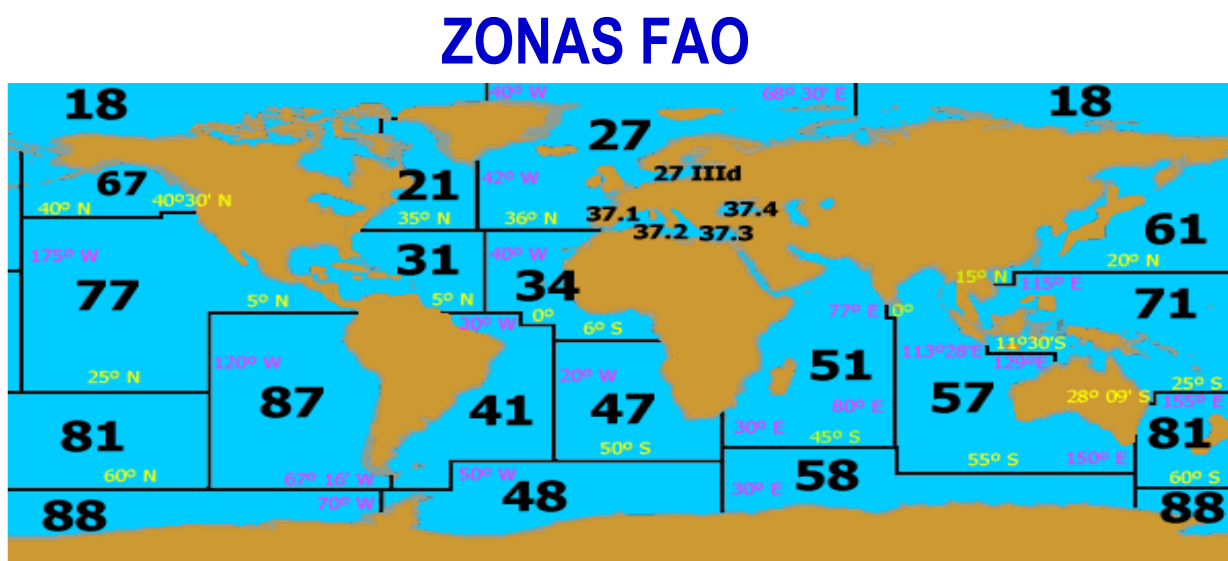 ZONAS FAO
40º W
68º 30' E
18
18
27
27 IIId
67
21
42º W
40º N
40º30' N
35º N
36º N
37.1
37.4
37.2
37.3
61
175º W
31
40º W
20º N
15º N
115º E
77
34
5º N
5º N
30º W
0º
6º S
77º E
0º
71
11º30'S
113º28'E
129ºE
120º W
25º N
87
20º W
41
47
51
80º E
30º E
57
28º 09' S
25º S
155º E
81
81
60º N
67º 16' W
50º S
45º S
55º S
150º E
60º S
50º W
70º W
88
48
30º E
58
88